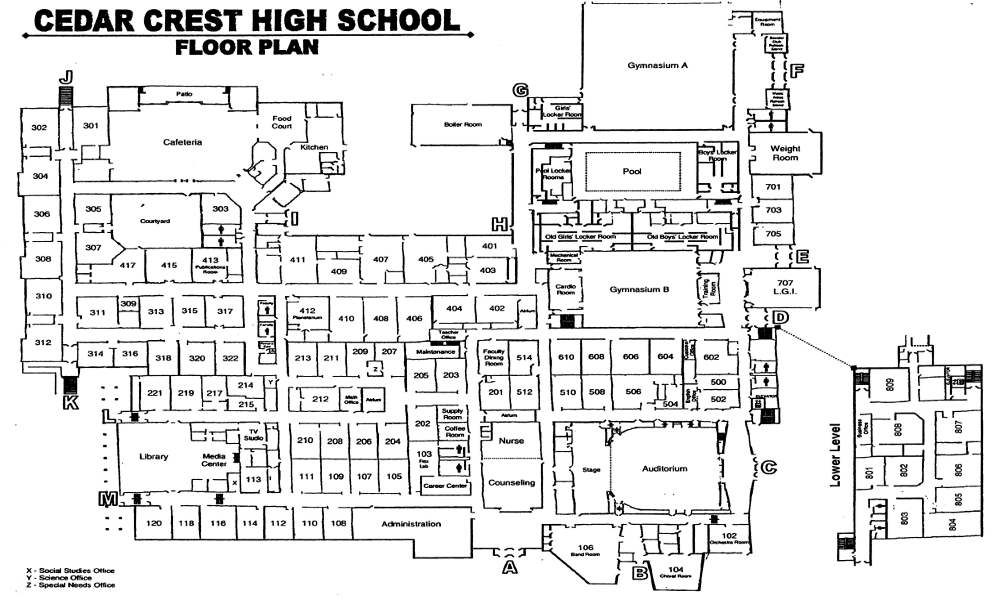 CEDAR CREST HIGH SCHOOL
FLOOR PLAN
Equipment
Room
Gymnasium A
F
J
Patio
G
Girls'
Locker Room
302
301
Cafeteria
Food
Court
Kitchen
Boiler Room
Weight
Room
304
Pool Locker
Rooms
Pool
Boys' Locker
Room
701
306
305
Courtyard
303
I
H
703
705
Old Girls' Locker Room
Old Boys' Locker Room
308
307
417
415
413
Publications
Room
411
409
407
405
401
403
Mechanical
Room
E
310
Cardio
Room
Gymnasium B
Training
Room
707
L.G.I.
311
309
313
315
317
412
Planetarium
410
408
406
404
402
Atrium
D
312
314
316
318
320
322
213
211
209
207
Z
Teacher
Office
Maintenance
Faculty
Dining
Room
514
610
608
606
604
602
K
221
219
217
214
215
Y
212
Math
Office
Atrium
205
203
201
512
510
508
506
504
500
502
ELEVATOR
L
Library
Media
Center
TV
Studio
X
113
210
208
206
204
202
Supply
Room
Coffee
Room
Atrium
Nurse
Stage
Auditorium
C
111
109
107
105
103
Flex
Lab
Career Center
Counseling
M
120
118
116
114
112
110
108
Administration
A
106
Band Room
B
104
Choral Room
102
Orchestra Room
Lower Level
809
Business
Office
808
807
801
802
806
805
803
804
X - Social Studies Office
Y - Science Office
Z - Special Needs Office